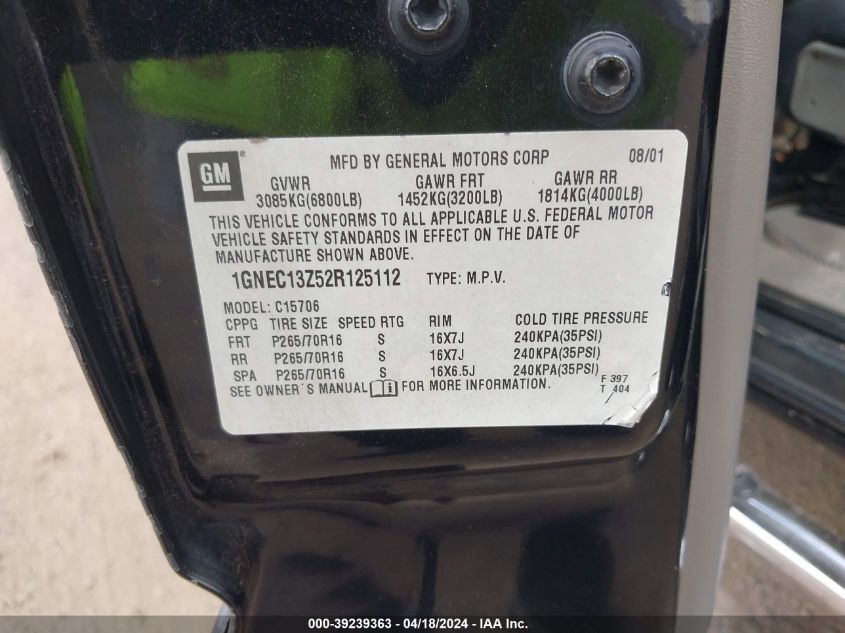 GM
MFD BY GENERAL MOTORS CORP 08/01
GVWR GAWR FRT GAWR RR
3085KG(6800LB) 1452KG(3200LB) 1814KG(4000LB)
THIS VEHICLE CONFORMS TO ALL APPLICABLE U.S. FEDERAL MOTOR
VEHICLE SAFETY STANDARDS IN EFFECT ON THE DATE OF
MANUFACTURE SHOWN ABOVE.
1GNEC13Z52R125112 TYPE: M.P.V.
MODEL: C15706
CPPG TIRE SIZE SPEED RTG RIM COLD TIRE PRESSURE
FRT P265/70R16 S 16X7J 240KPA(35PSI)
RR P265/70R16 S 16X7J 240KPA(35PSI)
SPA P265/70R16 S 16X6.5J 240KPA(35PSI)
SEE OWNER'S MANUAL FOR MORE INFORMATION.
F 397
T 404
000-39239363 - 04/18/2024 - IAA Inc.